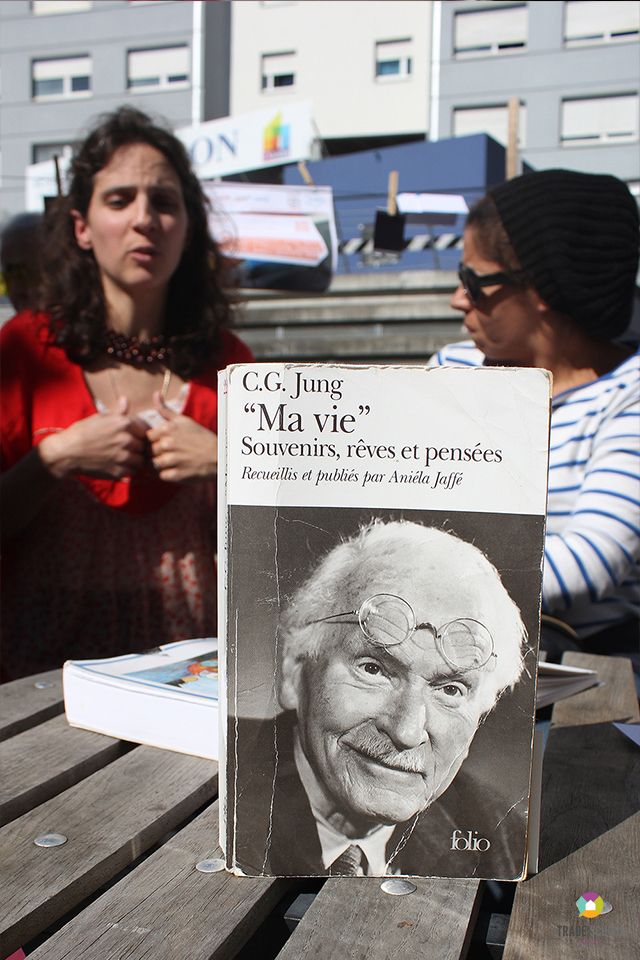 ON
C.G. Jung
“Ma vie”
Souvenirs, rêves et pensées
Recueillis et publiés par Aniéla Jaffé
folio